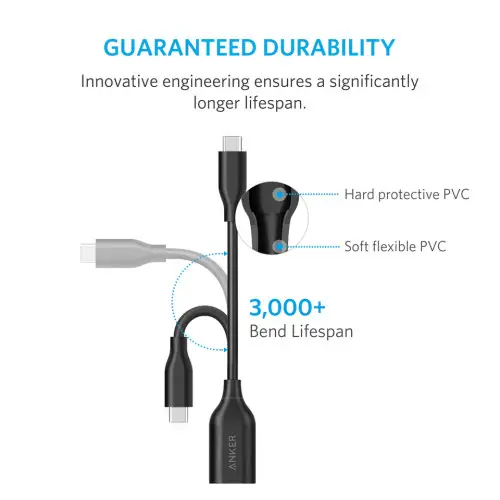 GUARANTEED DURABILITY
Innovative engineering ensures a significantly
longer lifespan.
Hard protective PVC
Soft flexible PVC
3,000+
Bend Lifespan
ANKER